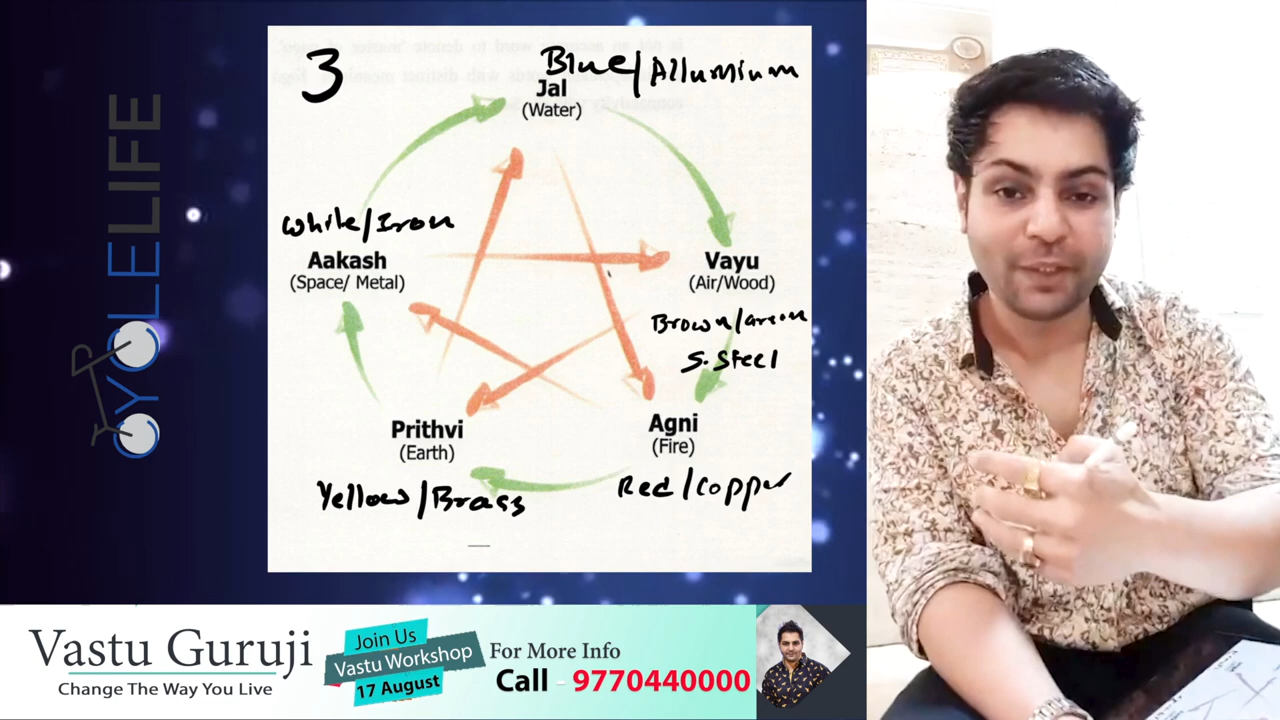 3
Blue/Alluminium
Jal
(Water)
White/Iron
Aakash
(Space/ Metal)
Vayu
(Air/Wood)
Brown/Green
S. Steel
Prithvi
(Earth)
Yellow/Brass
Agni
(Fire)
Red/Copper
OYOLELIFE
Vastu Guruji
Change The Way You Live
Join Us
Vastu Workshop
17 August
For More Info
Call - 9770440000